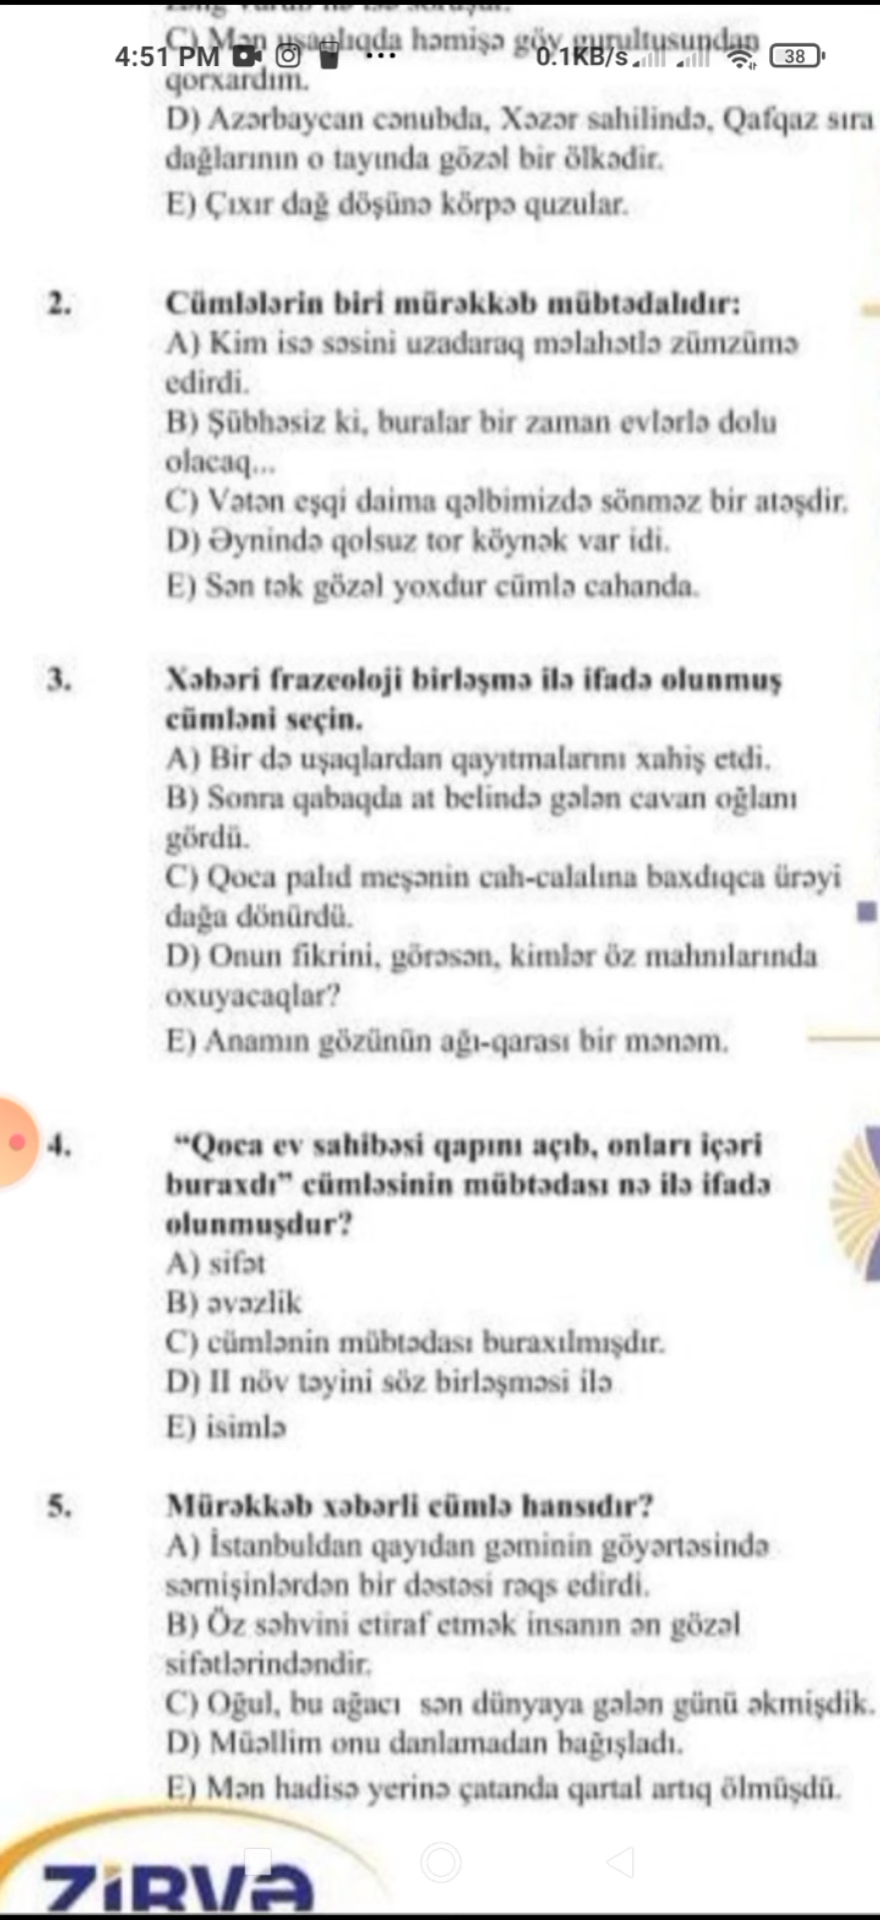 C) Mən uşaqlıqda həmişə göy gurultusundan
4:51 PM
0.1KB/s
38
qorxardım.
D) Azərbaycan cənubda, Xəzər sahilində, Qafqaz sıra
dağlarının o tayında gözəl bir ölkədir.
E) Çıxır dağ döşünə körpə quzular.
2. Cümlələrin biri mürəkkəb mübtədalıdır:
A) Kim isə səsini uzadaraq məlahətlə zümzümə
edirdi.
B) Şübhəsiz ki, buralar bir zaman evlərlə dolu
olacaq...
C) Vətən eşqi daima qəlbimizdə sönməz bir atəşdir.
D) Əynində qolsuz tor köynək var idi.
E) Sən tək gözəl yoxdur cümlə cahanda.
3. Xəbəri frazeoloji birləşmə ilə ifadə olunmuş
cümləni seçin.
A) Bir də uşaqlardan qayıtmalarını xahiş etdi.
B) Sonra qabaqda at belində gələn cavan oğlanı
gördü.
C) Qoca palıd meşənin cah-calalına baxdıqca ürəyi
dağa dönürdü.
D) Onun fikrini, görəsən, kimlər öz mahnılarında
oxuyacaqlar?
E) Anamın gözünün ağı-qarası bir mənəm.
4. “Qoca ev sahibəsi qapını açıb, onları içəri
buraxdı” cümləsinin mübtədası nə ilə ifadə
olunmuşdur?
A) sifət
B) əvəzlik
C) cümlənin mübtədası buraxılmışdır.
D) II növ təyini söz birləşməsi ilə
E) isimlə
5. Mürəkkəb xəbərli cümlə hansıdır?
A) İstanbuldan qayıdan gəminin göyərtəsində
sərnişinlərdən bir dəstəsi rəqs edirdi.
B) Öz səhvini etiraf etmək insanın ən gözəl
sifətlərindəndir.
C) Oğul, bu ağacı sən dünyaya gələn günü əkmişdik.
D) Müəllim onu danlamadan bağışladı.
E) Mən hadisə yerinə çatanda qartal artıq ölmüşdü.
ZiRVƏ